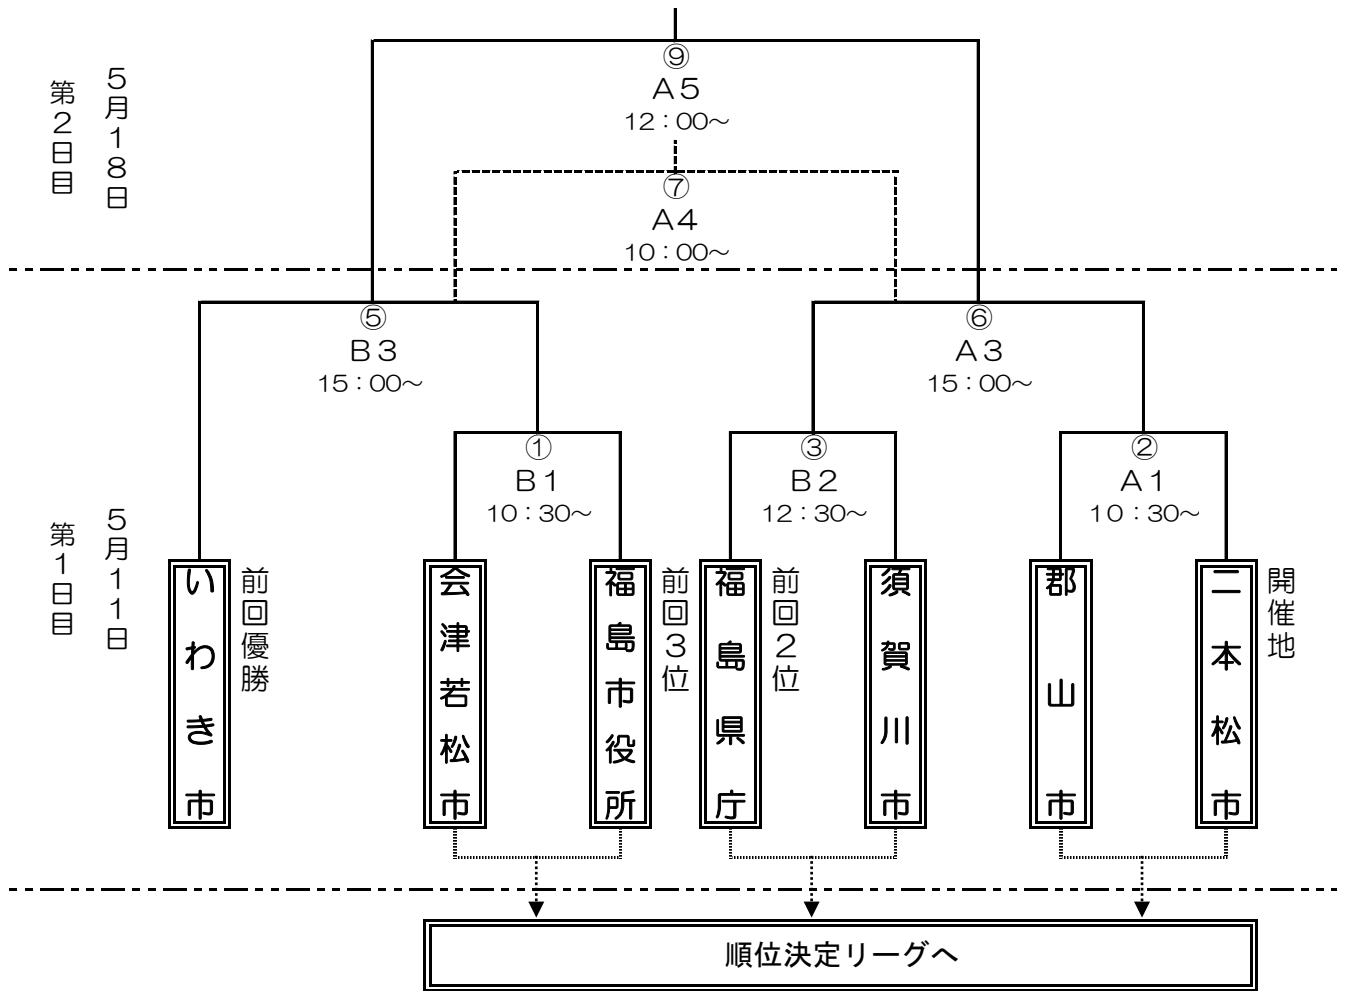 ⑨
Ａ５
１２：００～
５月１８日
第２日目
⑦
Ａ４
１０：００～
⑤
Ｂ３
１５：００～
⑥
Ａ３
１５：００～
①
Ｂ１
１０：３０～
③
Ｂ２
１２：３０～
②
Ａ１
１０：３０～
５月１１日
第１日目
いわき市
前回優勝
会津若松市
福島市役所
前回３位
福島県庁
前回２位
須賀川市
郡山市
二本松市
開催地
順位決定リーグへ